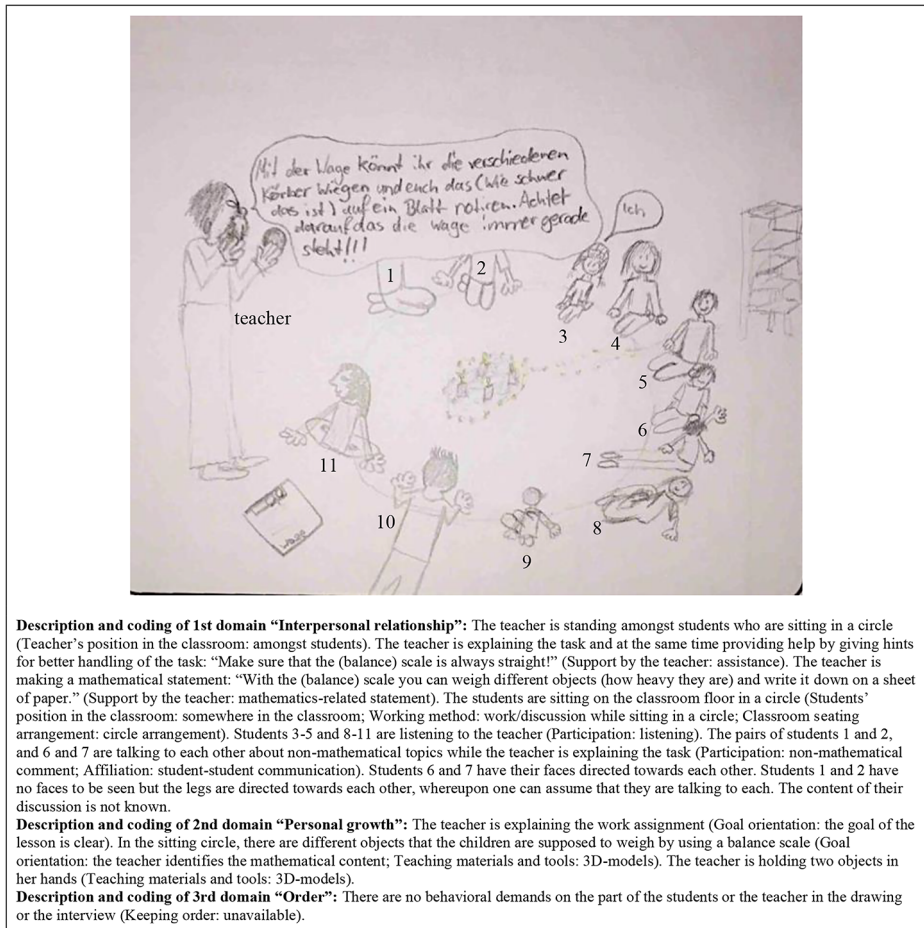 Mit der Wage könnt ihr die verschiedenen
Körber wiegen und euch das (wie schwer
das ist) auf ein Blatt notiren. Achtet
darauf das die wage immer gerade
steht!!!
Ich
teacher
1
2
3
4
5
6
7
8
9
10
11
wage
Description and coding of 1st domain “Interpersonal relationship”: The teacher is standing amongst students who are sitting in a circle
(Teacher’s position in the classroom: amongst students). The teacher is explaining the task and at the same time providing help by giving hints
for better handling of the task: “Make sure that the (balance) scale is always straight!” (Support by the teacher: assistance). The teacher is
making a mathematical statement: “With the (balance) scale you can weigh different objects (how heavy they are) and write it down on a sheet
of paper.” (Support by the teacher: mathematics-related statement). The students are sitting on the classroom floor in a circle (Students’
position in the classroom: somewhere in the classroom; Working method: work/discussion while sitting in a circle; Classroom seating
arrangement: circle arrangement). Students 3-5 and 8-11 are listening to the teacher (Participation: listening). The pairs of students 1 and 2,
and 6 and 7 are talking to each other about non-mathematical topics while the teacher is explaining the task (Participation: non-mathematical
comment; Affiliation: student-student communication). Students 6 and 7 have their faces directed towards each other. Students 1 and 2 have
no faces to be seen but the legs are directed towards each other, whereupon one can assume that they are talking to each. The content of their
discussion is not known.
Description and coding of 2nd domain “Personal growth”: The teacher is explaining the work assignment (Goal orientation: the goal of the
lesson is clear). In the sitting circle, there are different objects that the children are supposed to weigh by using a balance scale (Goal
orientation: the teacher identifies the mathematical content; Teaching materials and tools: 3D-models). The teacher is holding two objects in
her hands (Teaching materials and tools: 3D-models).
Description and coding of 3rd domain “Order”: There are no behavioral demands on the part of the students or the teacher in the drawing
or the interview (Keeping order: unavailable).